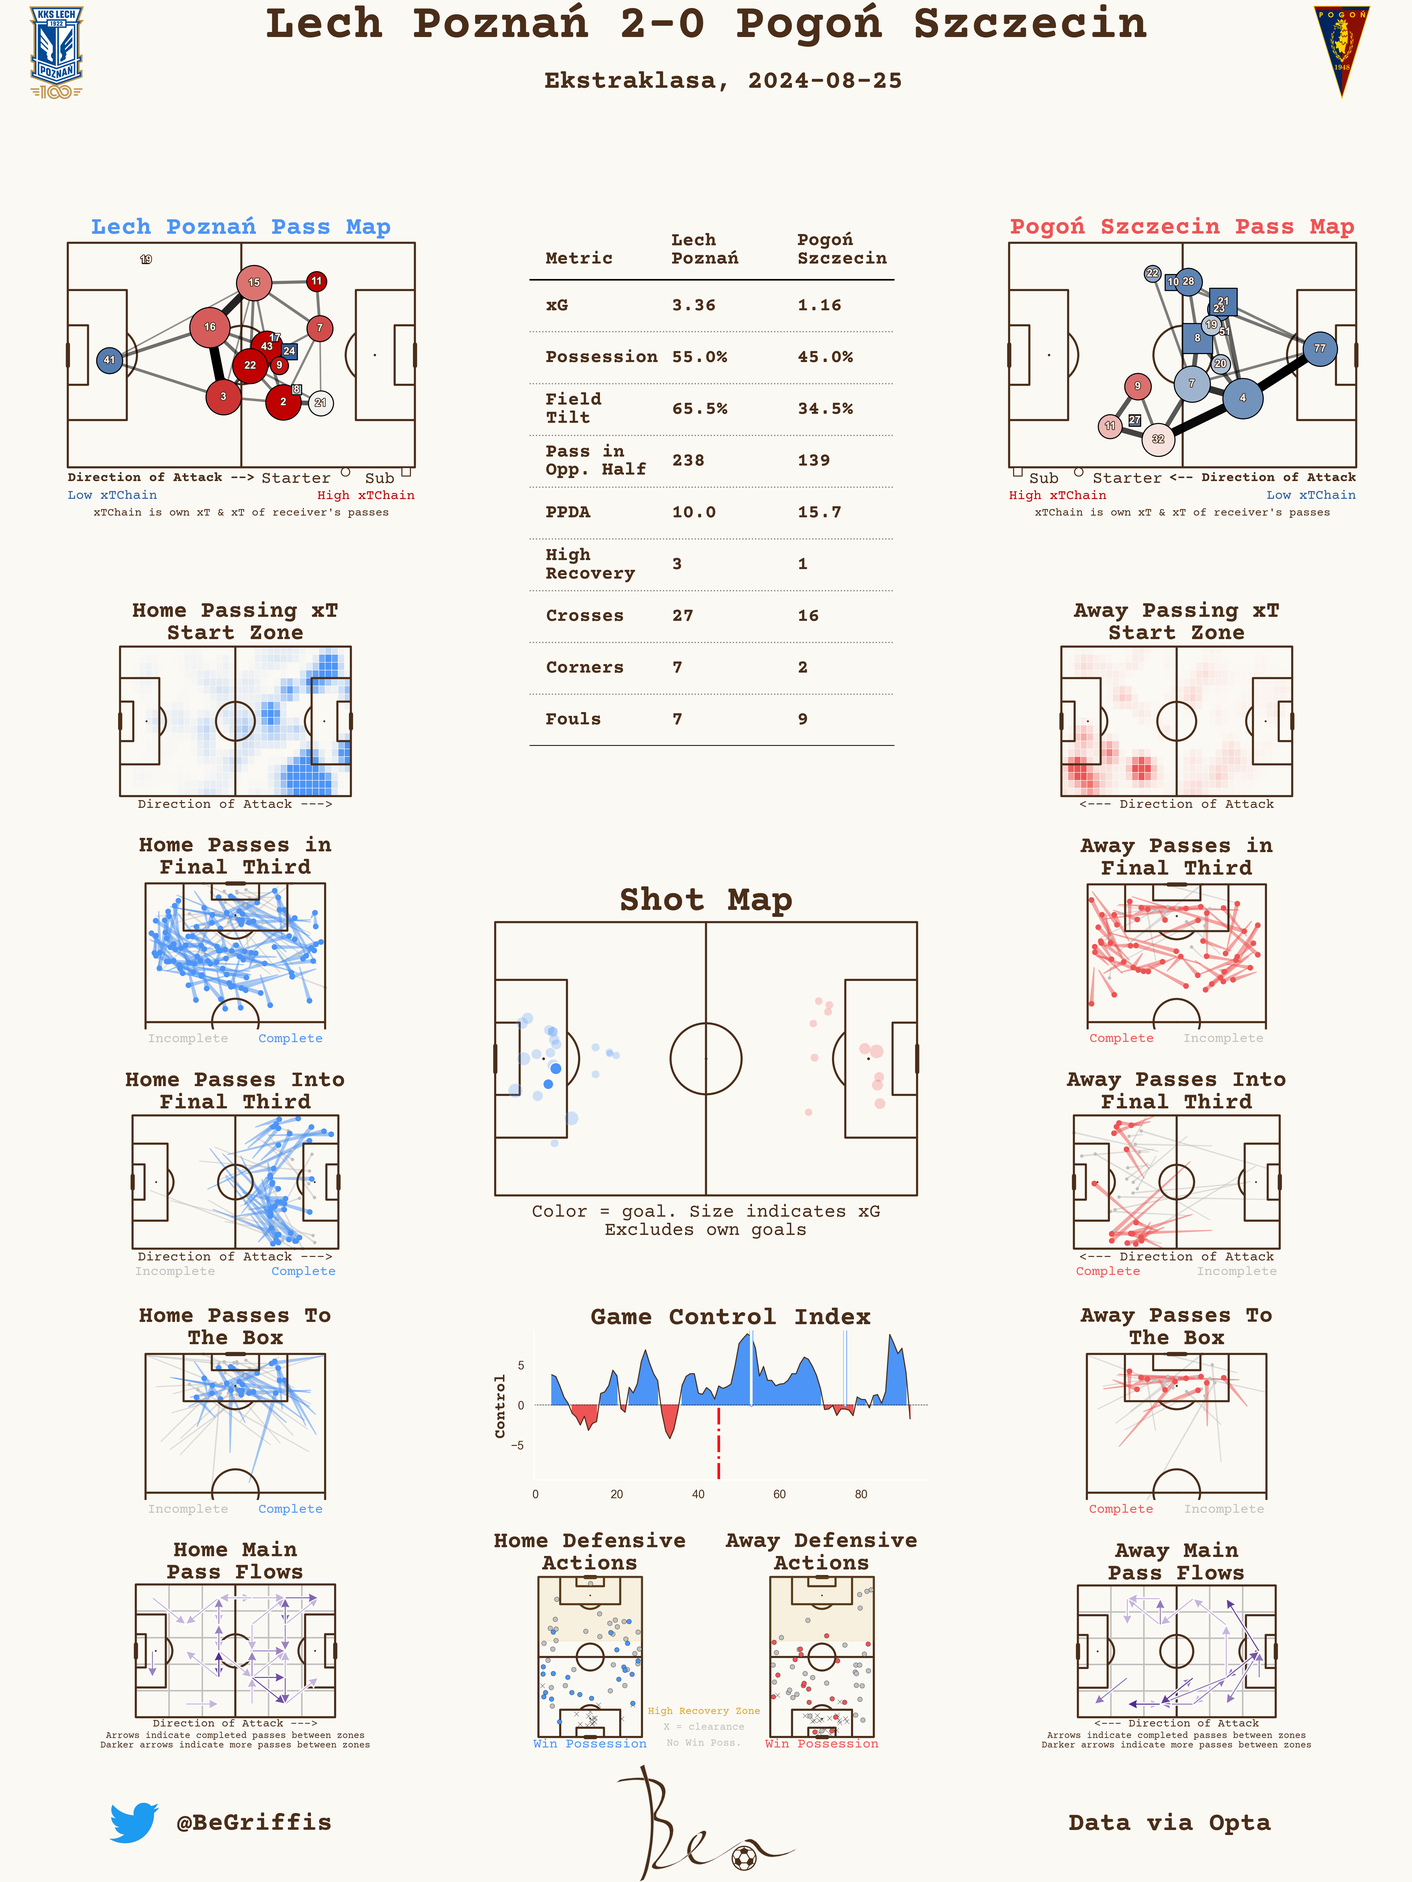 Lech Poznań 2-0 Pogoń Szczecin
Ekstraklasa, 2024-08-25
KKS LECH
1922
POZNAŃ
100
POGOŃ
1948
Lech Poznań Pass Map
19
15
11
16
7
17
43
24
41
22
9
3
8
2
21
Direction of Attack --> Starter Sub
Low xTChain High xTChain
xTChain is own xT & xT of receiver's passes
Metric
Lech
Poznań
Pogoń
Szczecin
xG 3.36 1.16
Possession 55.0% 45.0%
Field
Tilt 65.5% 34.5%
Pass in
Opp. Half 238 139
PPDA 10.0 15.7
High
Recovery 3 1
Crosses 27 16
Corners 7 2
Fouls 7 9
Pogoń Szczecin Pass Map
22
10
28
21
23
19
51
8
77
20
9
7
4
11
27
32
Sub Starter <-- Direction of Attack
High xTChain Low xTChain
xTChain is own xT & xT of receiver's passes
Home Passing xT
Start Zone
Direction of Attack --->
Away Passing xT
Start Zone
<--- Direction of Attack
Home Passes in
Final Third
Incomplete Complete
Away Passes in
Final Third
Complete Incomplete
Shot Map
Color = goal. Size indicates xG
Excludes own goals
Home Passes Into
Final Third
Direction of Attack --->
Incomplete Complete
Away Passes Into
Final Third
<--- Direction of Attack
Complete Incomplete
Home Passes To
The Box
Incomplete Complete
Game Control Index
Control
5
0
−5
0 20 40 60 80
Away Passes To
The Box
Complete Incomplete
Home Main
Pass Flows
Direction of Attack --->
Arrows indicate completed passes between zones
Darker arrows indicate more passes between zones
Home Defensive
Actions
Win Possession
High Recovery Zone
X = clearance
No Win Poss.
Away Defensive
Actions
Win Possession
Away Main
Pass Flows
<--- Direction of Attack
Arrows indicate completed passes between zones
Darker arrows indicate more passes between zones
@BeGriffis
Ben
Data via Opta